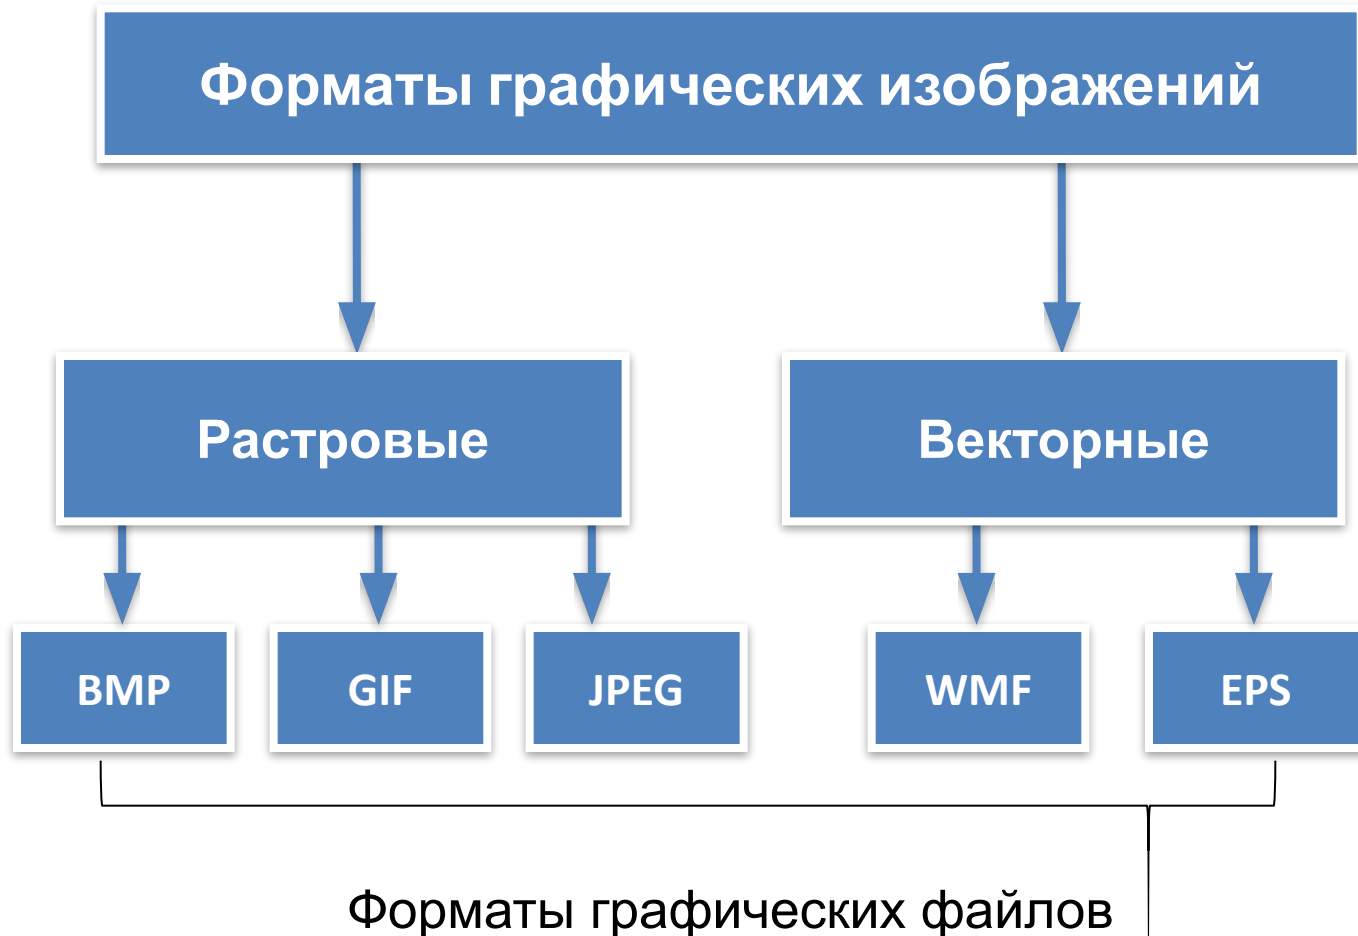 Форматы графических изображений
Растровые
Векторные
BMP
GIF
JPEG
WMF
EPS
Форматы графических файлов